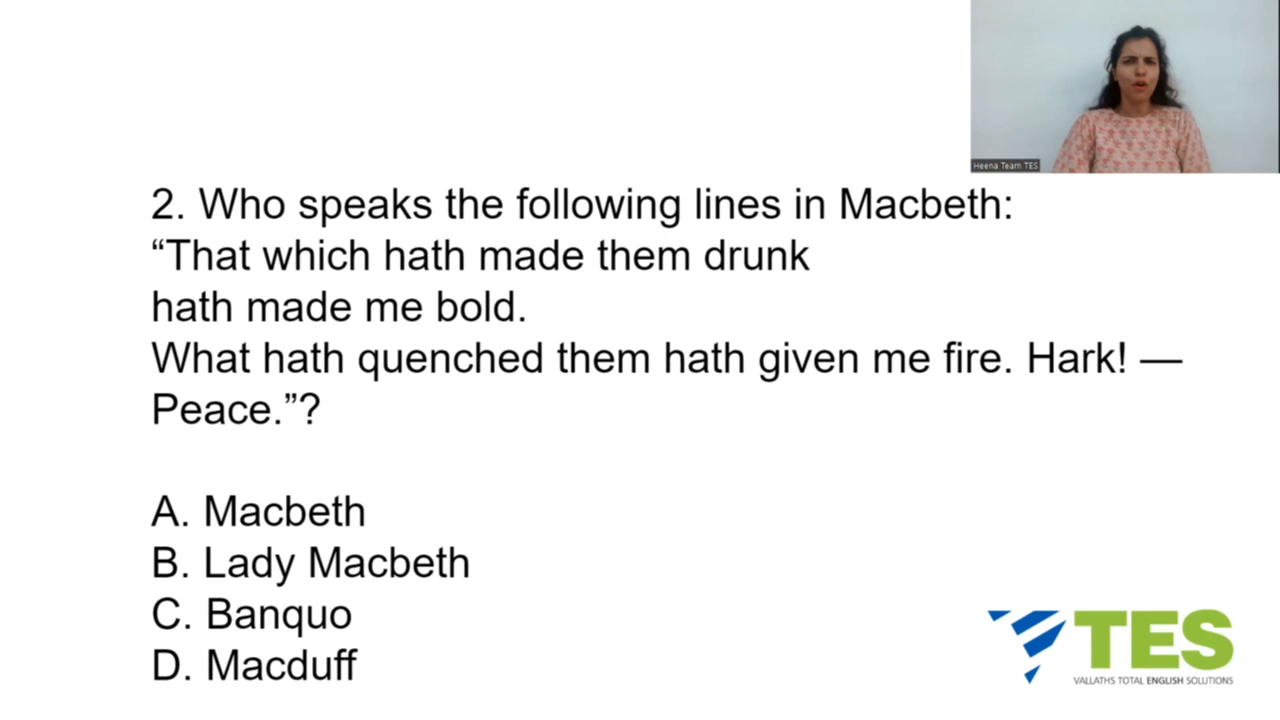 Heena Team TES
2. Who speaks the following lines in Macbeth:
“That which hath made them drunk
hath made me bold.
What hath quenched them hath given me fire. Hark! —
Peace.”?
A. Macbeth
B. Lady Macbeth
C. Banquo
D. Macduff
TES
VALLATHS TOTAL ENGLISH SOLUTIONS